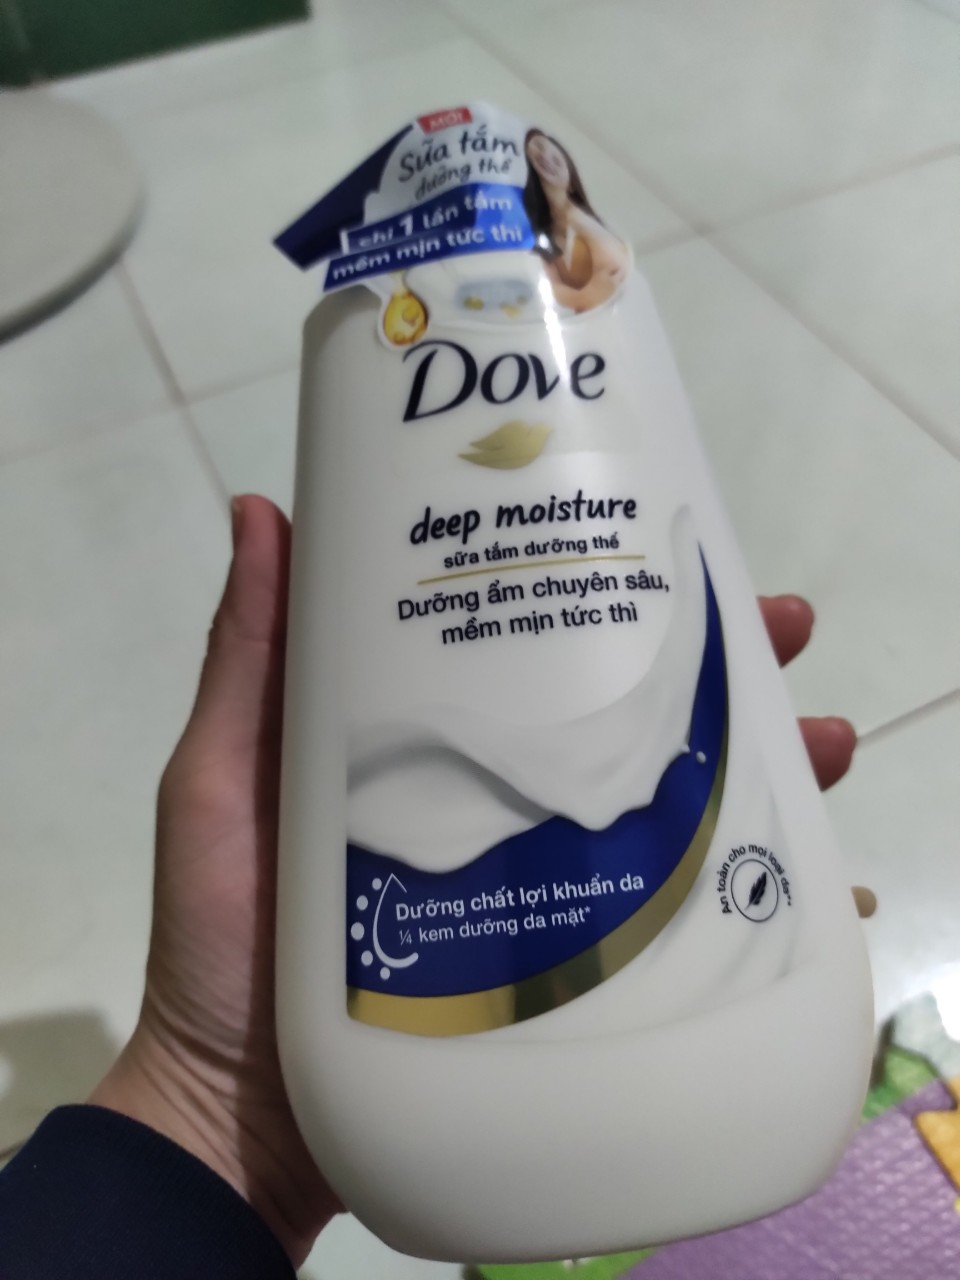 MỚI
Sữa tắm
dưỡng thể
chỉ 1 lần tắm
mềm mịn tức thì
Dove
deep moisture
sữa tắm dưỡng thể
Dưỡng ẩm chuyên sâu,
mềm mịn tức thì
Dưỡng chất lợi khuẩn da
¼ kem dưỡng da mặt*
An toàn cho mọi loại da***